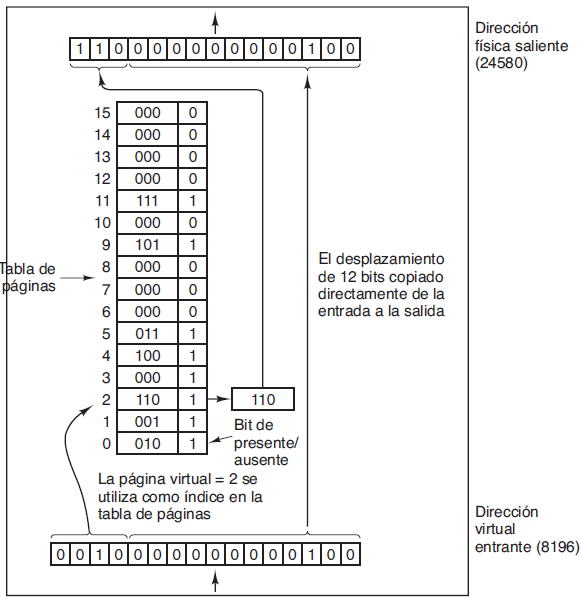 Dirección
física saliente
(24580)
1 1 0 0 0 0 0 0 0 0 0 0 1 0 0
15 000 0
14 000 0
13 000 0
12 000 0
11 111 1
10 000 0
9 101 1
8 000 0
7 000 0
6 000 0
5 011 1
4 100 1
3 000 1
2 110 1 110
1 001 1
0 010 1
Tabla de
páginas
El desplazamiento
de 12 bits copiado
directamente de la
entrada a la salida
Bit de
presente/
ausente
La página virtual = 2 se
utiliza como índice en la
tabla de páginas
0 0 1 0 0 0 0 0 0 0 0 0 0 1 0 0
Dirección
virtual
entrante (8196)